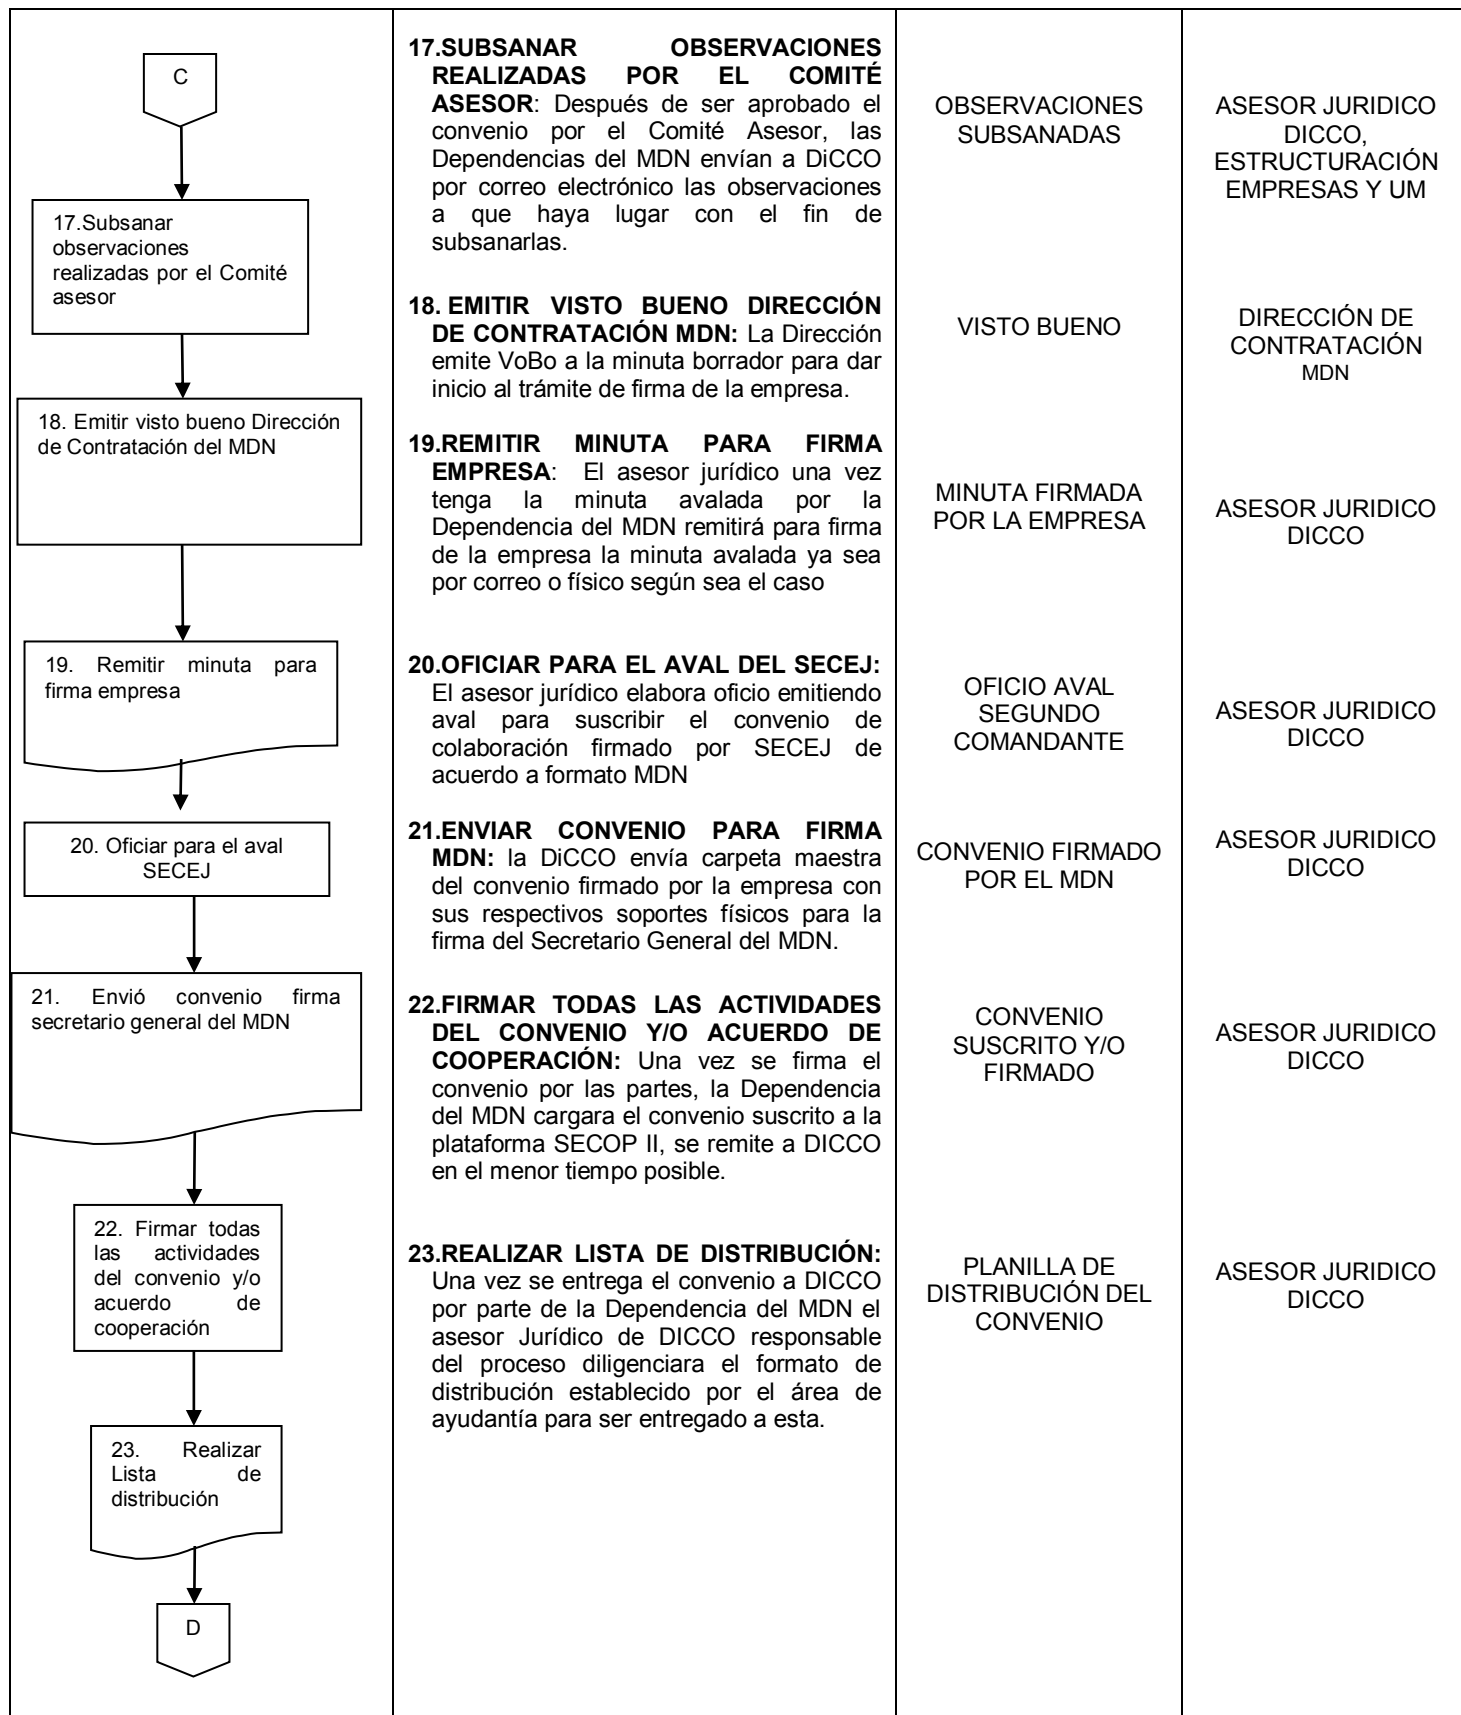 C
17.Subsanar
observaciones
realizadas por el Comité
asesor
18. Emitir visto bueno Dirección
de Contratación del MDN
19. Remitir minuta para
firma empresa
20. Oficiar para el aval
SECEJ
21. Envió convenio firma
secretario general del MDN
22. Firmar todas
las actividades
del convenio y/o
acuerdo de
cooperación
23. Realizar
Lista de
distribución
D
17.SUBSANAR OBSERVACIONES
REALIZADAS POR EL COMITÉ
ASESOR: Después de ser aprobado el
convenio por el Comité Asesor, las
Dependencias del MDN envían a DiCCO
por correo electrónico las observaciones
a que haya lugar con el fin de
subsanarlas.
18. EMITIR VISTO BUENO DIRECCIÓN
DE CONTRATACIÓN MDN: La Dirección
emite VoBo a la minuta borrador para dar
inicio al trámite de firma de la empresa.
19.REMITIR MINUTA PARA FIRMA
EMPRESA: El asesor jurídico una vez
tenga la minuta avalada por la
Dependencia del MDN remitirá para firma
de la empresa la minuta avalada ya sea
por correo o físico según sea el caso
20.OFICIAR PARA EL AVAL DEL SECEJ:
El asesor jurídico elabora oficio emitiendo
aval para suscribir el convenio de
colaboración firmado por SECEJ de
acuerdo a formato MDN
21.ENVIAR CONVENIO PARA FIRMA
MDN: la DiCCO envía carpeta maestra
del convenio firmado por la empresa con
sus respectivos soportes físicos para la
firma del Secretario General del MDN.
22.FIRMAR TODAS LAS ACTIVIDADES
DEL CONVENIO Y/O ACUERDO DE
COOPERACIÓN: Una vez se firma el
convenio por las partes, la Dependencia
del MDN cargara el convenio suscrito a la
plataforma SECOP II, se remite a DICCO
en el menor tiempo posible.
23.REALIZAR LISTA DE DISTRIBUCIÓN:
Una vez se entrega el convenio a DICCO
por parte de la Dependencia del MDN el
asesor Jurídico de DICCO responsable
del proceso diligenciara el formato de
distribución establecido por el área de
ayudantía para ser entregado a esta.
OBSERVACIONES
SUBSANADAS
VISTO BUENO
MINUTA FIRMADA
POR LA EMPRESA
OFICIO AVAL
SEGUNDO
COMANDANTE
CONVENIO FIRMADO
POR EL MDN
CONVENIO
SUSCRITO Y/O
FIRMADO
PLANILLA DE
DISTRIBUCIÓN DEL
CONVENIO
ASESOR JURIDICO
DICCO,
ESTRUCTURACIÓN
EMPRESAS Y UM
DIRECCIÓN DE
CONTRATACIÓN
MDN
ASESOR JURIDICO
DICCO
ASESOR JURIDICO
DICCO
ASESOR JURIDICO
DICCO
ASESOR JURIDICO
DICCO
ASESOR JURIDICO
DICCO